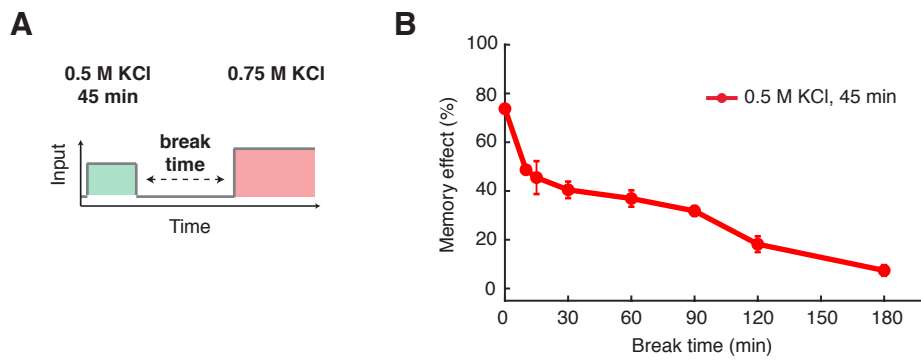 A
0.5 M KCl
45 min
0.75 M KCl
break
time
Input
Time
B
100
80
60
40
20
0
Memory effect (%)
0.5 M KCl, 45 min
0
30
60
90
120
150
180
Break time (min)